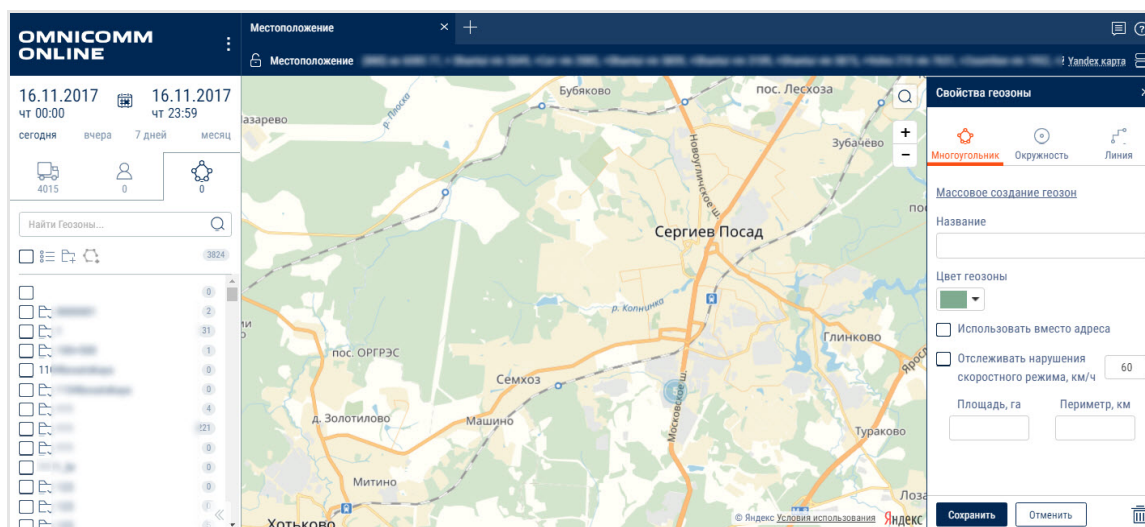 OMNICOMM
ONLINE
16.11.2017
чт 00:00
16.11.2017
чт 23:59
сегодня
вчера
7 дней
месяц
4015
0
0
Найти Геозоны...
3824
0
2
31
1
0
0
4
221
0
0
0
Местоположение
Местоположение
Yandex карта
Бубяково
пос. Лесхоза
р. Плоска
Зубачёво
Новоугличское ш.
Сергиев Посад
р. Копнинка
Глинково
пос. ОРГРЭС
Семхоз
5
Московское ш.
д. Золотилово
Машино
Тураково
Митино
Хотьково
© Яндекс Условия использования
Яндекс
+
−
Свойства геозоны
Многоугольник
Окружность
Линия
Массовое создание геозон
Название
Цвет геозоны
Использовать вместо адреса
Отслеживать нарушения
скоростного режима, км/ч
60
Площадь, га
Периметр, км
Сохранить
Отменить